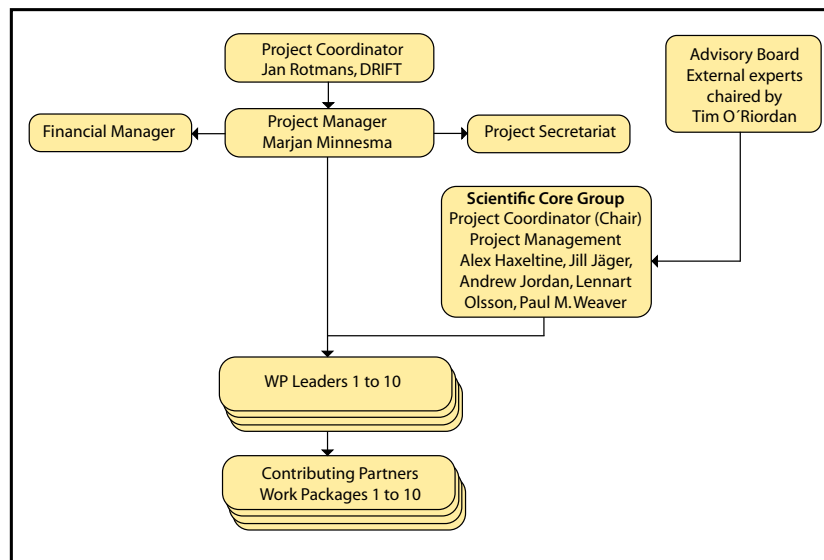 Project Coordinator
Jan Rotmans, DRIFT
Advisory Board
External experts
chaired by
Tim O´Riordan
Financial Manager
Project Manager
Marjan Minnesma
Project Secretariat
Scientific Core Group
Project Coordinator (Chair)
Project Management
Alex Haxeltine, Jill Jäger,
Andrew Jordan, Lennart
Olsson, Paul M. Weaver
WP Leaders 1 to 10
Contributing Partners
Work Packages 1 to 10